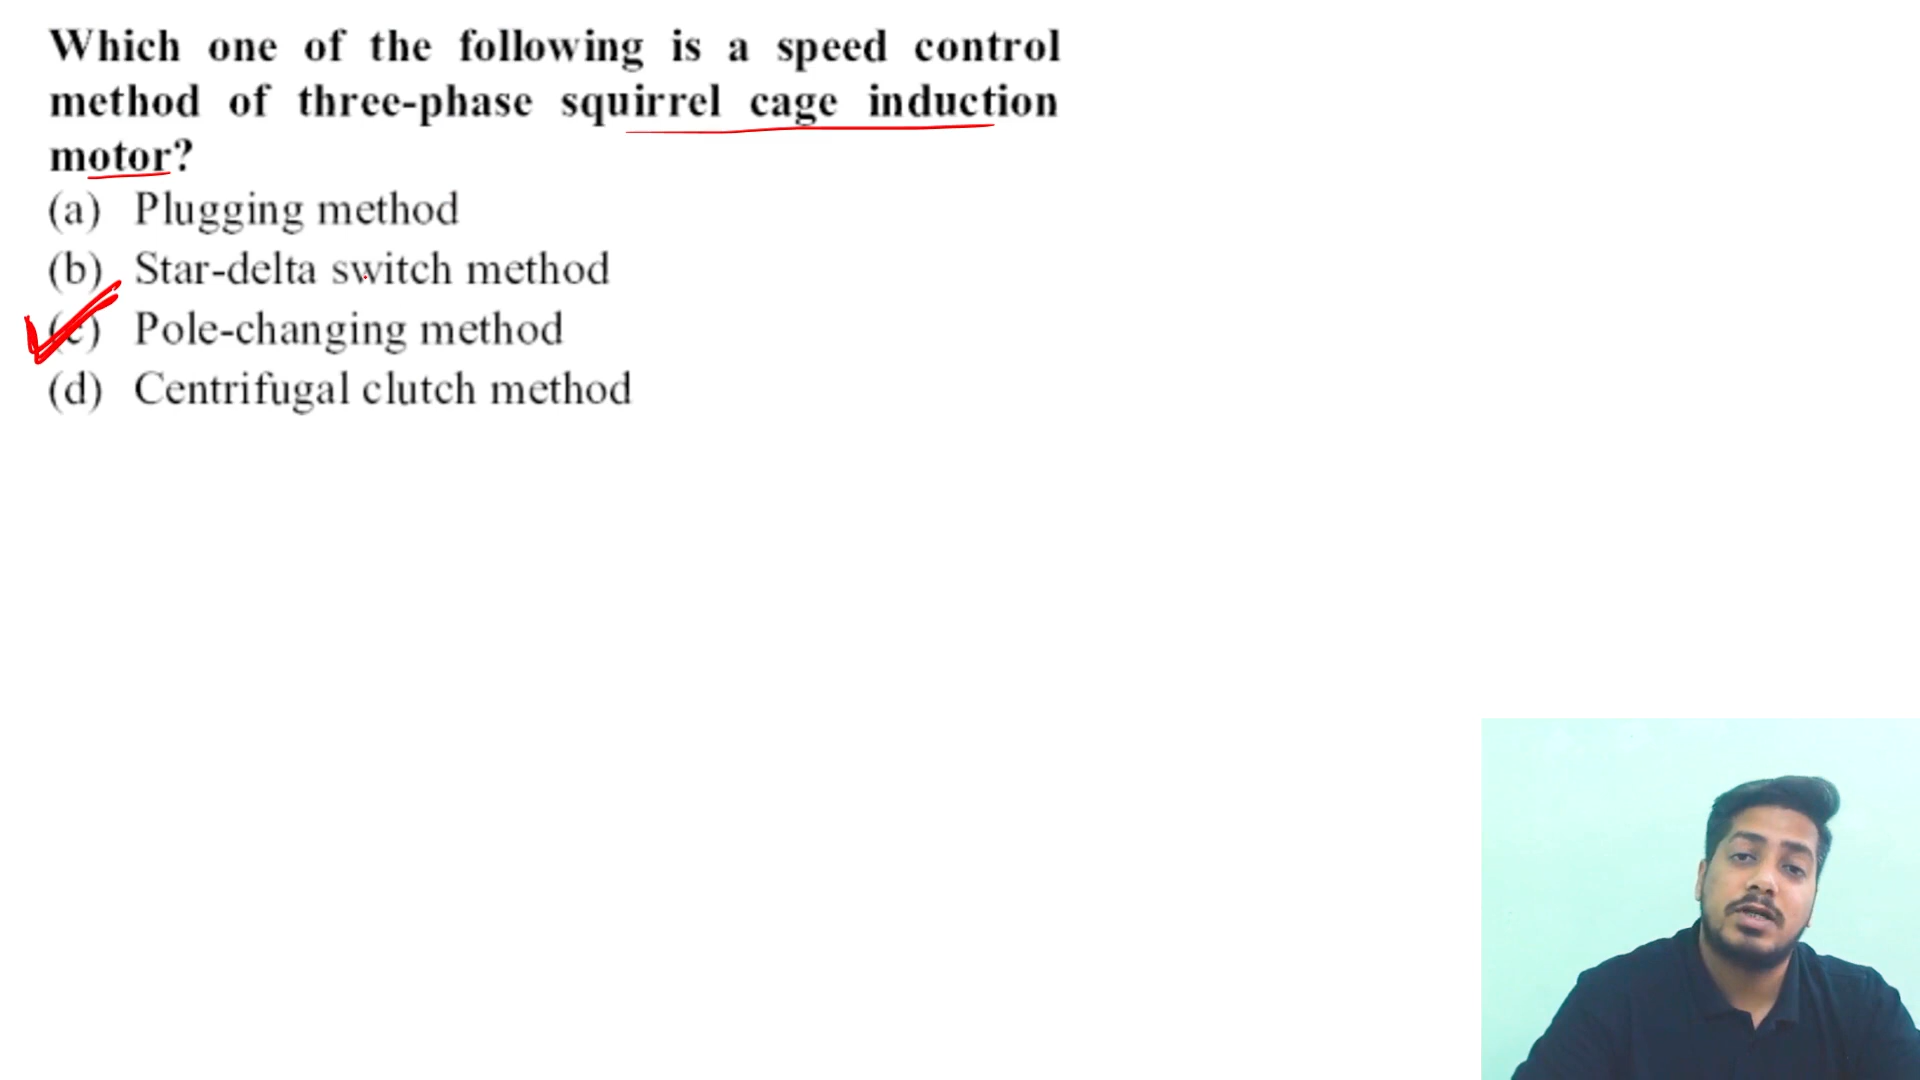 Which one of the following is a speed control
method of three-phase squirrel cage induction
motor?
(a) Plugging method
(b) Star-delta switch method
(c) Pole-changing method
(d) Centrifugal clutch method